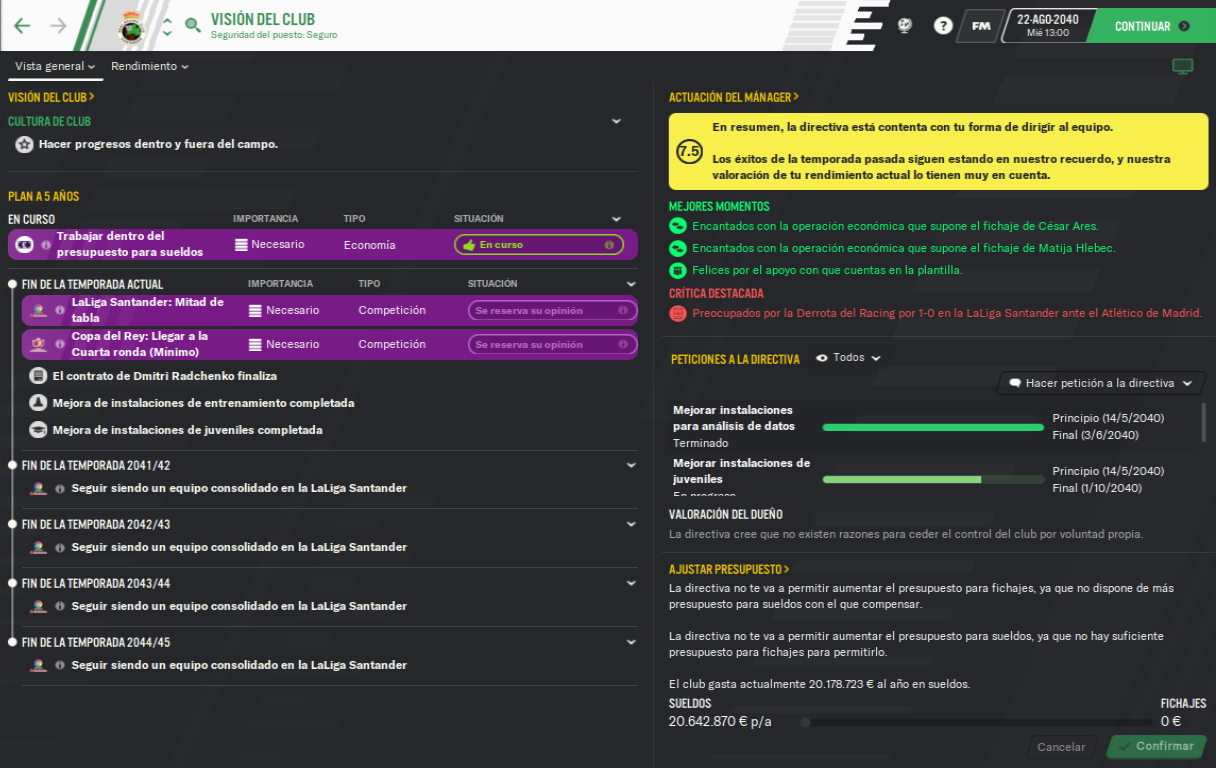 VISIÓN DEL CLUB
Seguridad del puesto: Seguro
?
FM
22-AGO-2040
Mié 13:00
CONTINUAR
Vista general
Rendimiento
VISIÓN DEL CLUB >
CULTURA DE CLUB
Hacer progresos dentro y fuera del campo.
PLAN A 5 AÑOS
EN CURSO IMPORTANCIA TIPO SITUACIÓN
Trabajar dentro del
presupuesto para sueldos
Necesario Economía En curso
FIN DE LA TEMPORADA ACTUAL IMPORTANCIA TIPO SITUACIÓN
LaLiga Santander: Mitad de
tabla
Necesario Competición Se reserva su opinión
Copa del Rey: Llegar a la
Cuarta ronda (Mínimo)
Necesario Competición Se reserva su opinión
El contrato de Dmitri Radchenko finaliza
Mejora de instalaciones de entrenamiento completada
Mejora de instalaciones de juveniles completada
FIN DE LA TEMPORADA 2041/42
Seguir siendo un equipo consolidado en la LaLiga Santander
FIN DE LA TEMPORADA 2042/43
Seguir siendo un equipo consolidado en la LaLiga Santander
FIN DE LA TEMPORADA 2043/44
Seguir siendo un equipo consolidado en la LaLiga Santander
FIN DE LA TEMPORADA 2044/45
Seguir siendo un equipo consolidado en la LaLiga Santander
ACTUACIÓN DEL MÁNAGER >
7.5
En resumen, la directiva está contenta con tu forma de dirigir al equipo.
Los éxitos de la temporada pasada siguen estando en nuestro recuerdo, y nuestra
valoración de tu rendimiento actual lo tienen muy en cuenta.
MEJORES MOMENTOS
Encantados con la operación económica que supone el fichaje de César Ares.
Encantados con la operación económica que supone el fichaje de Matija Hlebec.
Felices por el apoyo con que cuentas en la plantilla.
CRÍTICA DESTACADA
Preocupados por la Derrota del Racing por 1-0 en la LaLiga Santander ante el Atlético de Madrid.
PETICIONES A LA DIRECTIVA Todos
Hacer petición a la directiva
Mejorar instalaciones
para análisis de datos
Terminado
Principio (14/5/2040)
Final (3/6/2040)
Mejorar instalaciones de
juveniles
En progreso
Principio (14/5/2040)
Final (1/10/2040)
VALORACIÓN DEL DUEÑO
La directiva cree que no existen razones para ceder el control del club por voluntad propia.
AJUSTAR PRESUPUESTO >
La directiva no te va a permitir aumentar el presupuesto para fichajes, ya que no dispone de más
presupuesto para sueldos con el que compensar.
La directiva no te va a permitir aumentar el presupuesto para sueldos, ya que no hay suficiente
presupuesto para fichajes para permitirlo.
El club gasta actualmente 20.178.723 € al año en sueldos.
SUELDOS FICHAJES
20.642.870 € p/a 0 €
Cancelar Confirmar